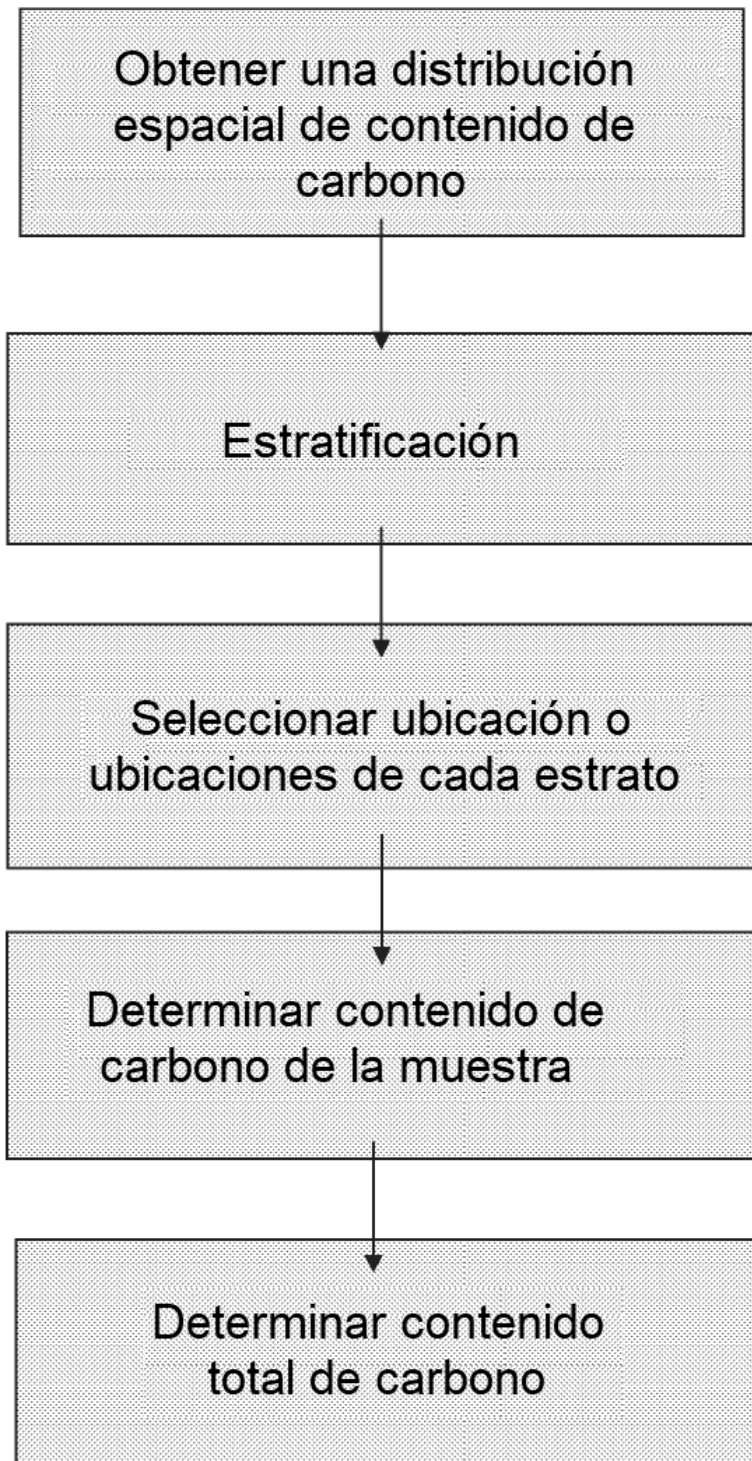 Obtener una distribución
espacial de contenido de
carbono
Estratificación
Seleccionar ubicación o
ubicaciones de cada estrato
Determinar contenido de
carbono de la muestra
Determinar contenido
total de carbono